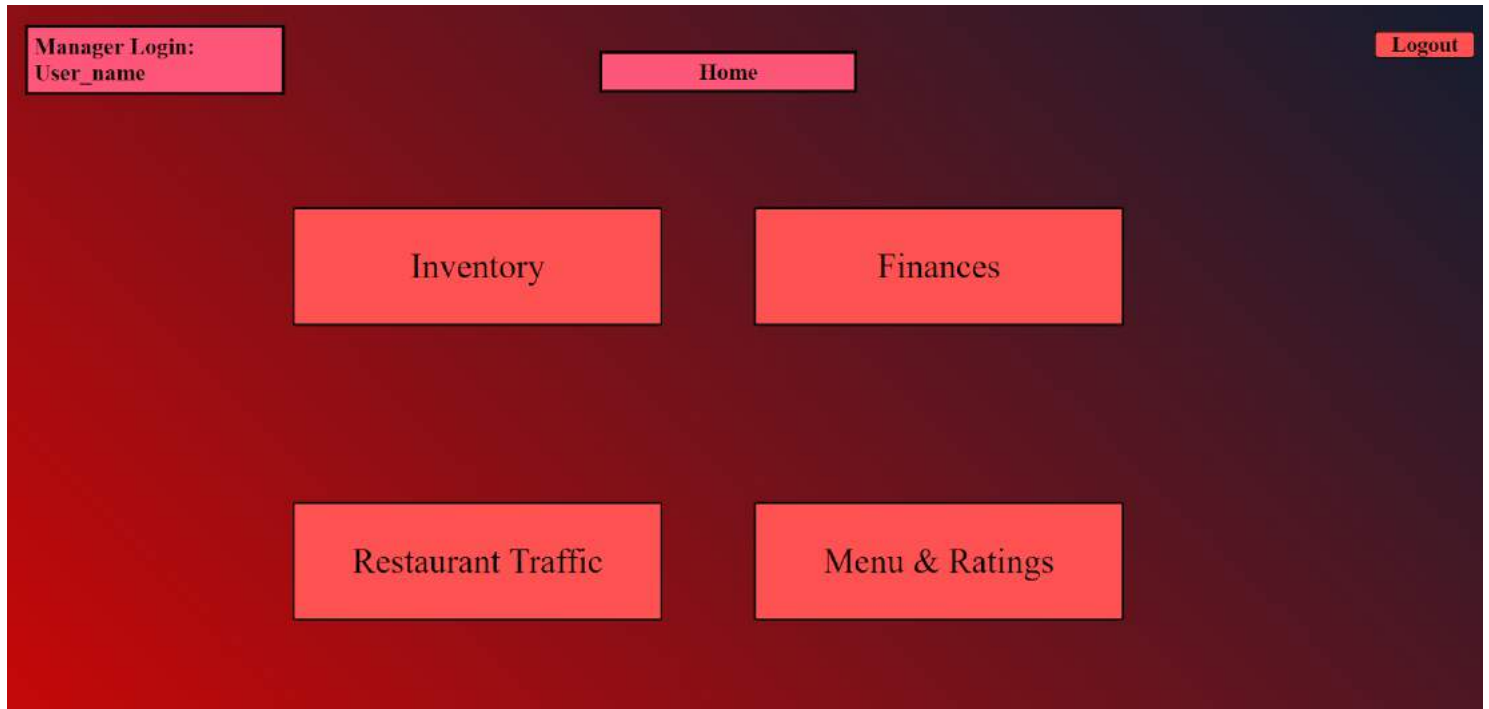 Manager Login:
User_name
Home
Logout
Inventory
Finances
Restaurant Traffic
Menu & Ratings